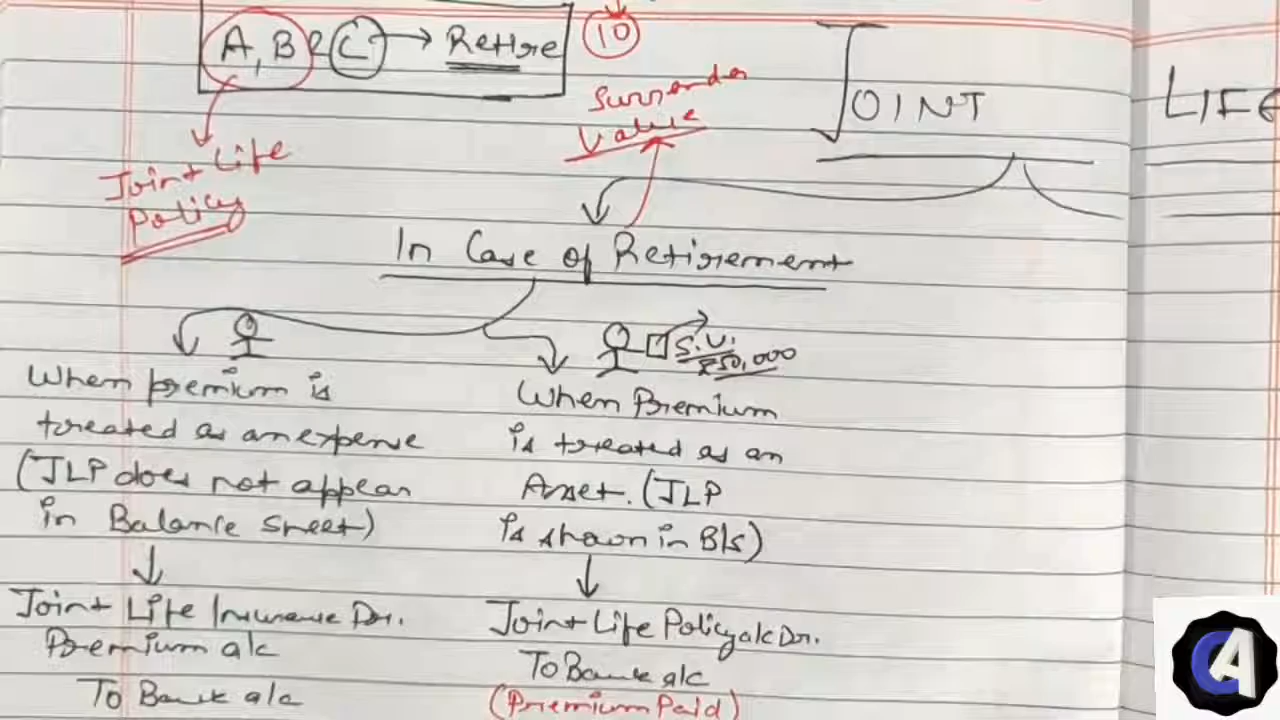 A, B & C → Retire
10
Surrender
Value
JOINT LIFE
Joint Life
Policy
In Case of Retirement
S.V.
₹50,000
When premium is
treated as an expense
(JLP does not appear
in Balance Sheet)
When Premium
is treated as an
Asset. (JLP
is shown in B/s)
Joint Life Insurance Dr.
Premium a/c
To Bank a/c
Joint Life Policy a/c Dr.
To Bank a/c
(Premium Paid)
CA